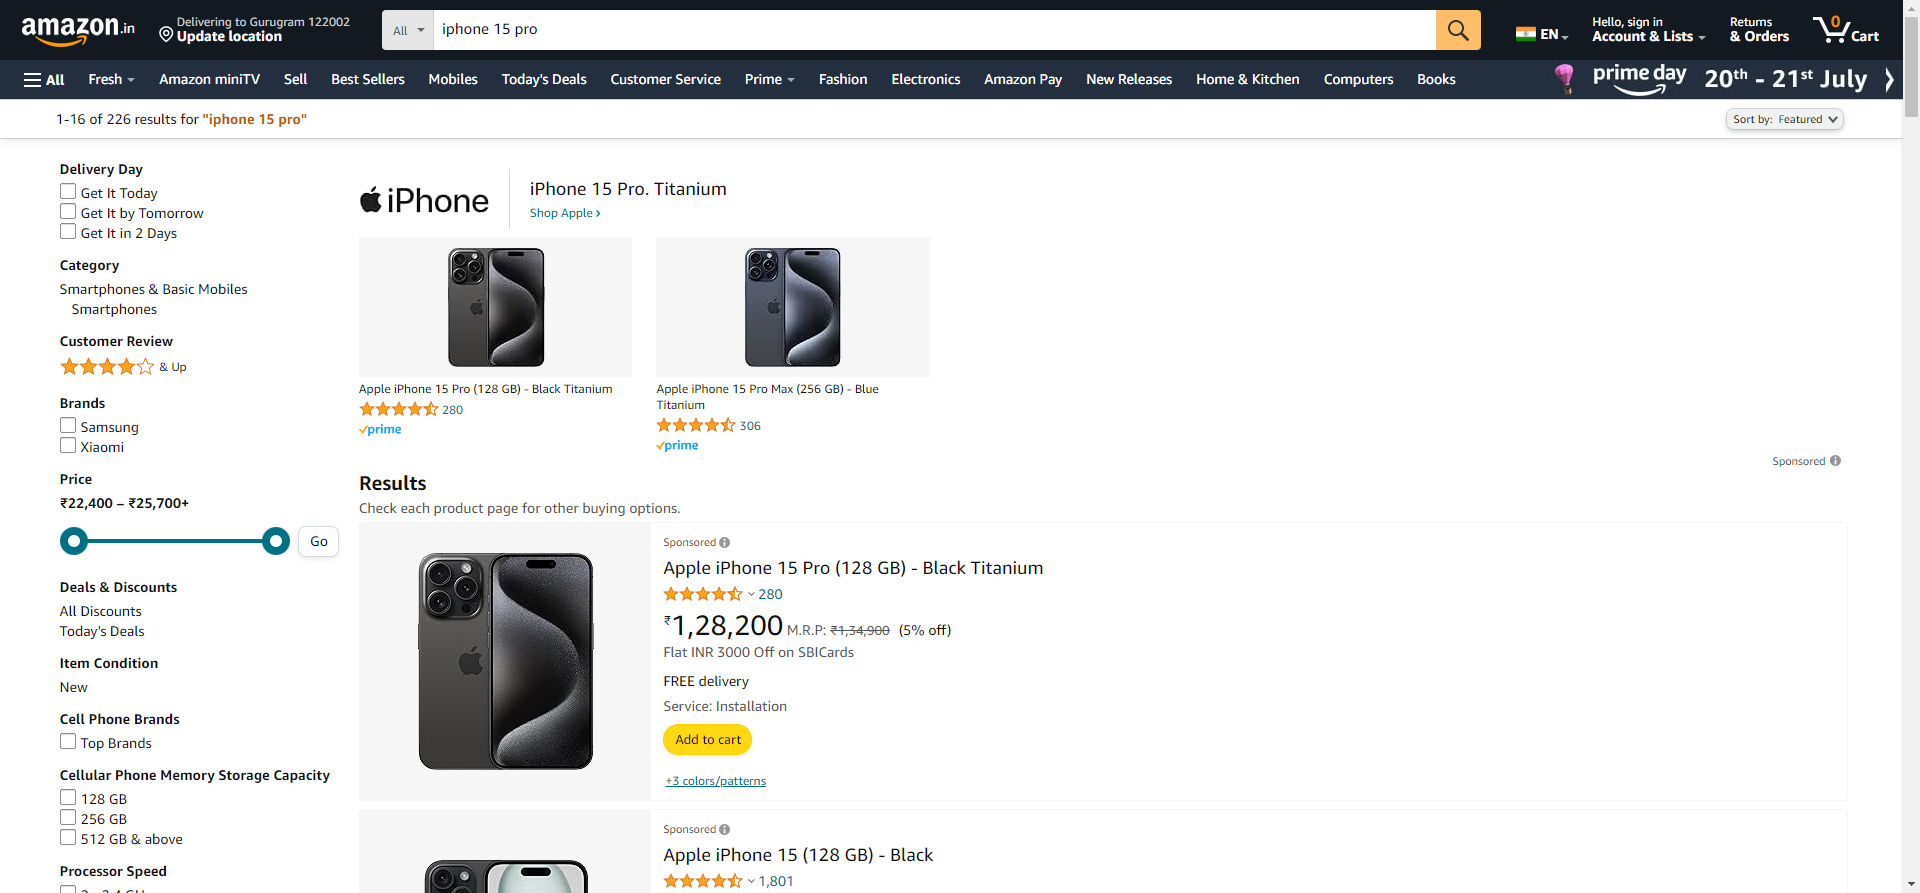 amazon.in
Delivering to Gurugram 122002
Update location
All
iphone 15 pro
EN
Hello, sign in
Account & Lists
Returns
& Orders
0
Cart
All
Fresh
Amazon miniTV
Sell
Best Sellers
Mobiles
Today's Deals
Customer Service
Prime
Fashion
Electronics
Amazon Pay
New Releases
Home & Kitchen
Computers
Books
prime day
20th - 21st July
1-16 of 226 results for "iphone 15 pro"
Sort by: Featured
Delivery Day
Get It Today
Get It by Tomorrow
Get It in 2 Days
Category
Smartphones & Basic Mobiles
Smartphones
Customer Review
& Up
Brands
Samsung
Xiaomi
Price
₹22,400 – ₹25,700+
Go
Deals & Discounts
All Discounts
Today's Deals
Item Condition
New
Cell Phone Brands
Top Brands
Cellular Phone Memory Storage Capacity
128 GB
256 GB
512 GB & above
Processor Speed
iPhone
iPhone 15 Pro. Titanium
Shop Apple ›
Apple iPhone 15 Pro (128 GB) - Black Titanium
280
prime
Apple iPhone 15 Pro Max (256 GB) - Blue
Titanium
306
prime
Sponsored
Results
Check each product page for other buying options.
Sponsored
Apple iPhone 15 Pro (128 GB) - Black Titanium
280
₹1,28,200 M.R.P: ₹1,34,900 (5% off)
Flat INR 3000 Off on SBICards
FREE delivery
Service: Installation
Add to cart
+3 colors/patterns
Sponsored
Apple iPhone 15 (128 GB) - Black
1,801